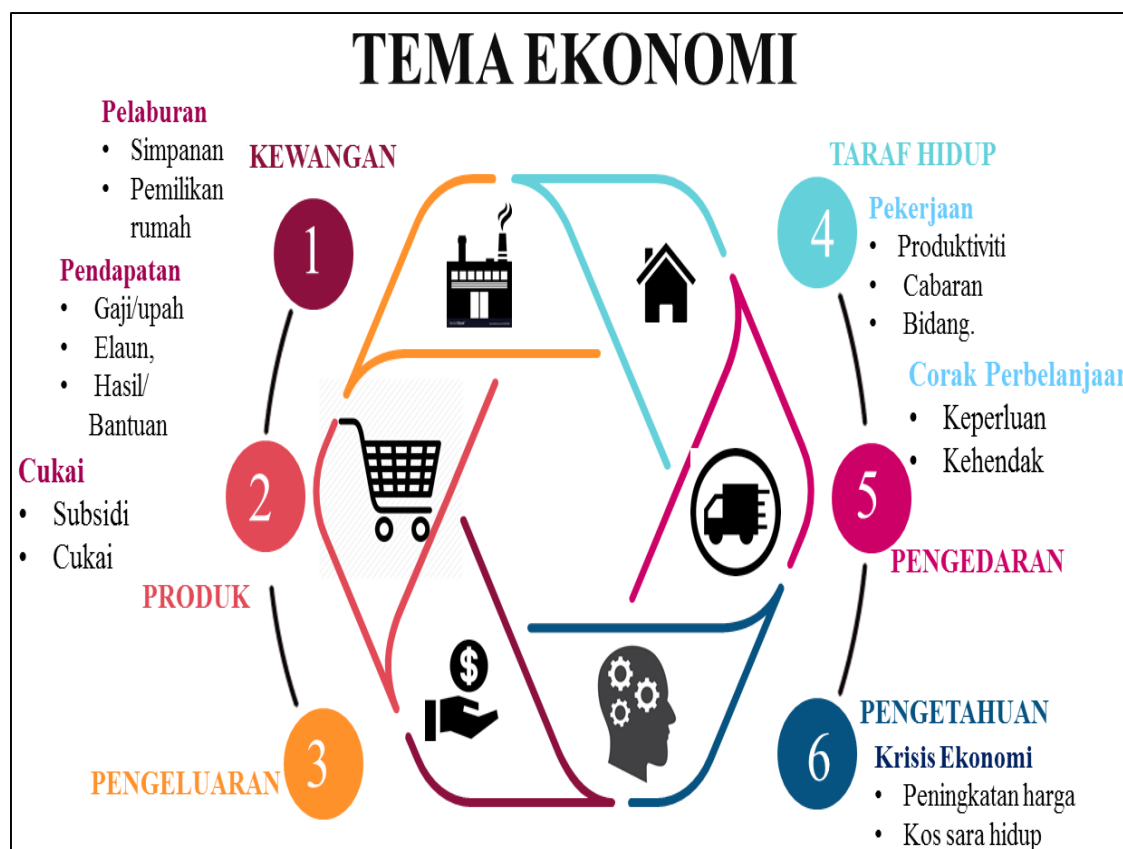 TEMA EKONOMI
Pelaburan
• Simpanan
• Pemilikan
rumah
KEWANGAN
1
Pendapatan
• Gaji/upah
• Elaun,
• Hasil/
Bantuan
Cukai
• Subsidi
• Cukai
2
PRODUK
3
PENGELUARAN
$
TARAF HIDUP
4
Pekerjaan
• Produktiviti
• Cabaran
• Bidang.
Corak Perbelanjaan
• Keperluan
• Kehendak
5
PENGEDARAN
6
PENGETAHUAN
Krisis Ekonomi
• Peningkatan harga
• Kos sara hidup